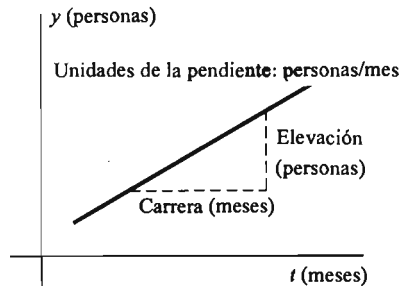 y (personas)
Unidades de la pendiente: personas/mes
Elevación
(personas)
Carrera (meses)
t (meses)